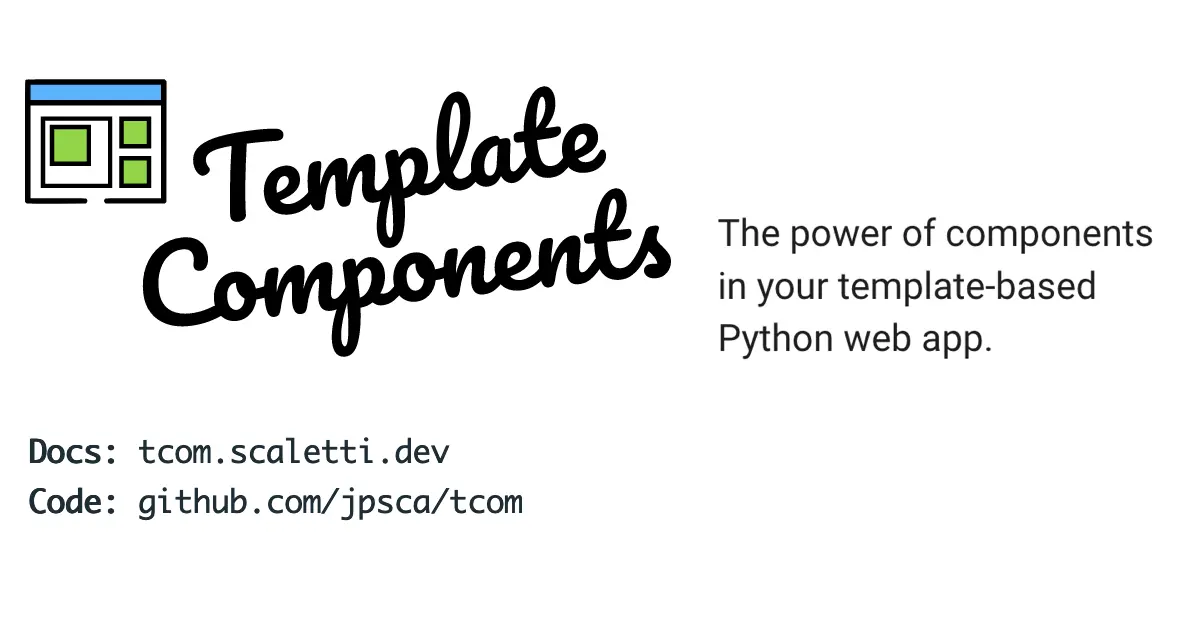 Template
Components
The power of components
in your template-based
Python web app.
Docs: tcom.scaletti.dev
Code: github.com/jpsca/tcom